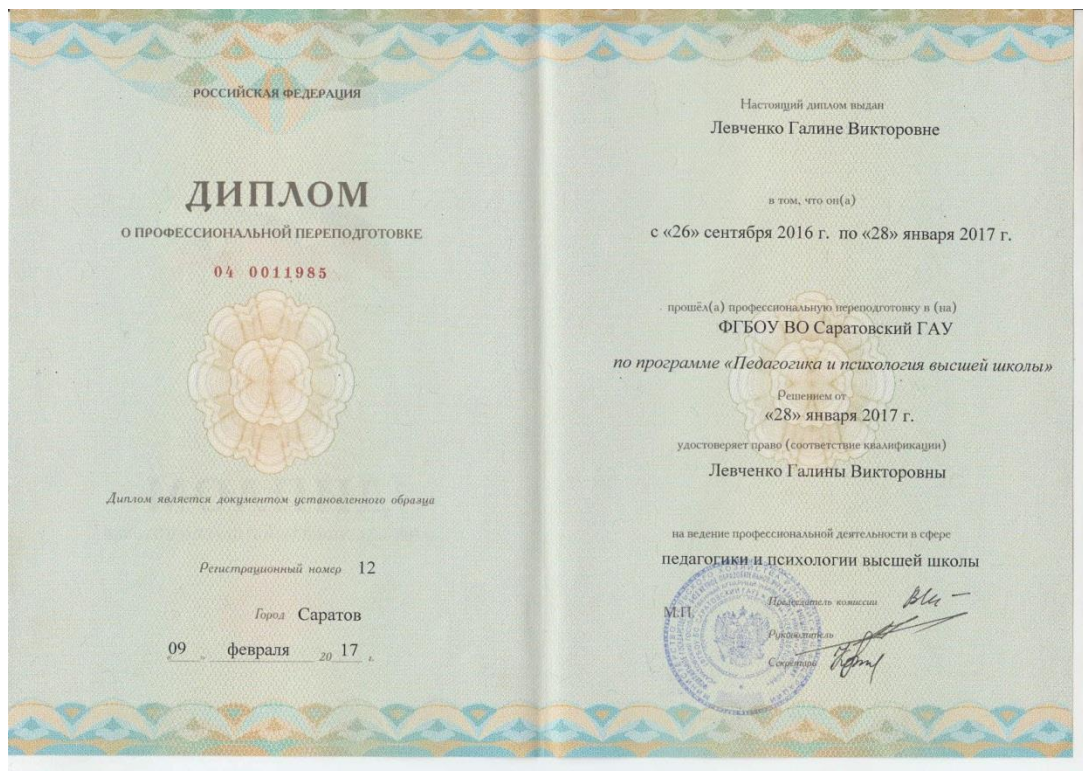 РОССИЙСКАЯ ФЕДЕРАЦИЯ
ДИПЛОМ
О ПРОФЕССИОНАЛЬНОЙ ПЕРЕПОДГОТОВКЕ
04 0011985
Диплом является документом установленного образца
Регистрационный номер 12
Город Саратов
«09» февраля 20 17 г.
Настоящий диплом выдан
Левченко Галине Викторовне
в том, что он(а)
с «26» сентября 2016 г. по «28» января 2017 г.
прошёл(а) профессиональную переподготовку в (на)
ФГБОУ ВО Саратовский ГАУ
по программе «Педагогика и психология высшей школы»
Решением от
«28» января 2017 г.
удостоверяет право (соответствие квалификации)
Левченко Галины Викторовны
на ведение профессиональной деятельности в сфере
педагогики и психологии высшей школы
М.П.
Председатель комиссии
Руководитель
Секретарь